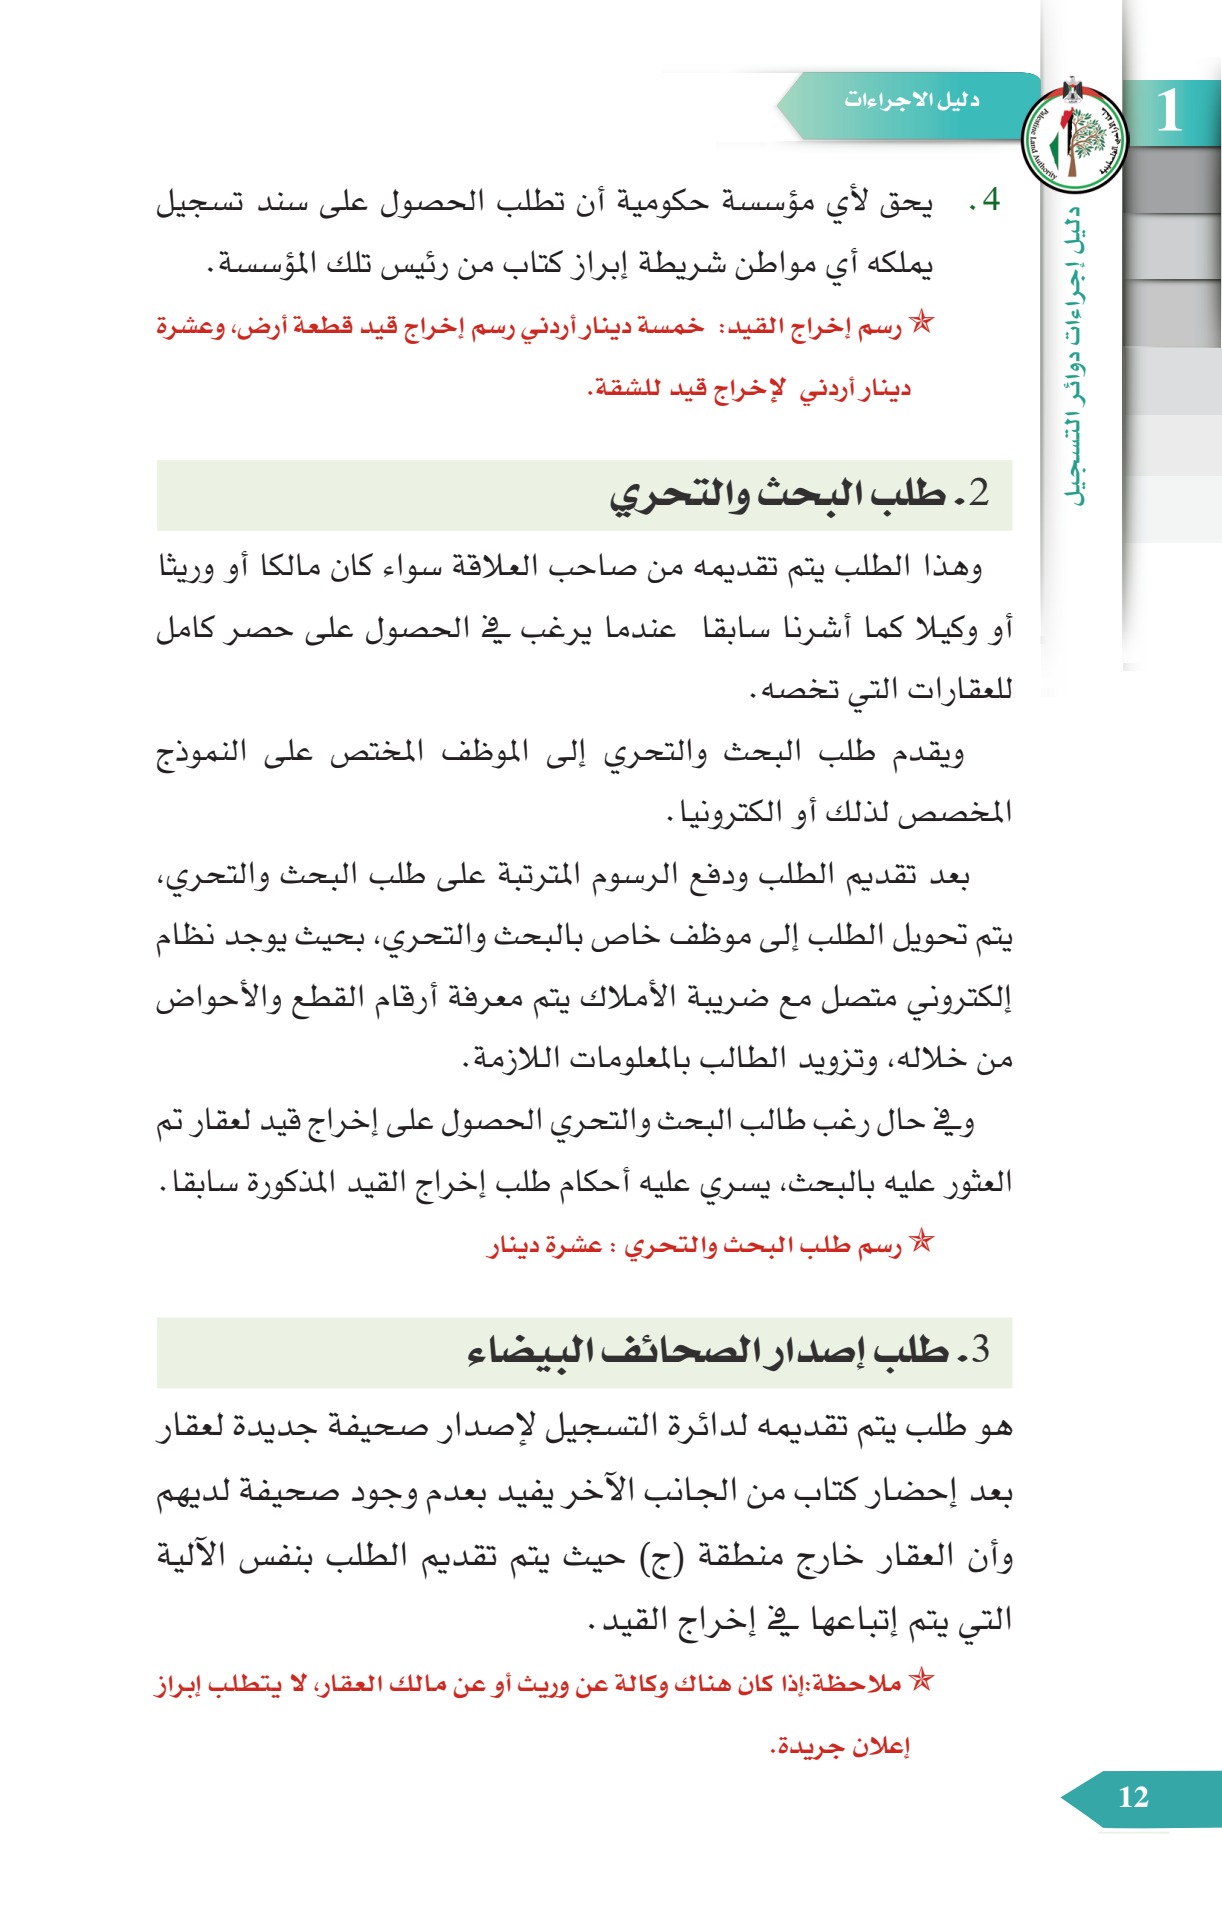 دليل الاجراءات
1
Palestine Land Authority
دليل إجراءات دوائر التسجيل
4. يحق لأي مؤسسة حكومية أن تطلب الحصول على سند تسجيل
يملكه أي مواطن شريطة إبراز كتاب من رئيس تلك المؤسسة.
✯ رسم إخراج القيد: خمسة دينار أردني رسم إخراج قيد قطعة أرض، وعشرة
دينار أردني لإخراج قيد للشقة.
2. طلب البحث والتحري
وهذا الطلب يتم تقديمه من صاحب العلاقة سواء كان مالكا أو وريثا
أو وكيلا كما أشرنا سابقا عندما يرغب في الحصول على حصر كامل
للعقارات التي تخصه.
ويقدم طلب البحث والتحري إلى الموظف المختص على النموذج
المخصص لذلك أو الكترونيا.
بعد تقديم الطلب ودفع الرسوم المترتبة على طلب البحث والتحري،
يتم تحويل الطلب إلى موظف خاص بالبحث والتحري، بحيث يوجد نظام
إلكتروني متصل مع ضريبة الأملاك يتم معرفة أرقام القطع والأحواض
من خلاله، وتزويد الطالب بالمعلومات اللازمة.
وفي حال رغب طالب البحث والتحري الحصول على إخراج قيد لعقار تم
العثور عليه بالبحث، يسري عليه أحكام طلب إخراج القيد المذكورة سابقا.
✯ رسم طلب البحث والتحري : عشرة دينار
3. طلب إصدار الصحائف البيضاء
هو طلب يتم تقديمه لدائرة التسجيل لإصدار صحيفة جديدة لعقار
بعد إحضار كتاب من الجانب الآخر يفيد بعدم وجود صحيفة لديهم
وأن العقار خارج منطقة (ج) حيث يتم تقديم الطلب بنفس الآلية
التي يتم إتباعها في إخراج القيد.
✯ ملاحظة:إذا كان هناك وكالة عن وريث أو عن مالك العقار، لا يتطلب إبراز
إعلان جريدة.
12